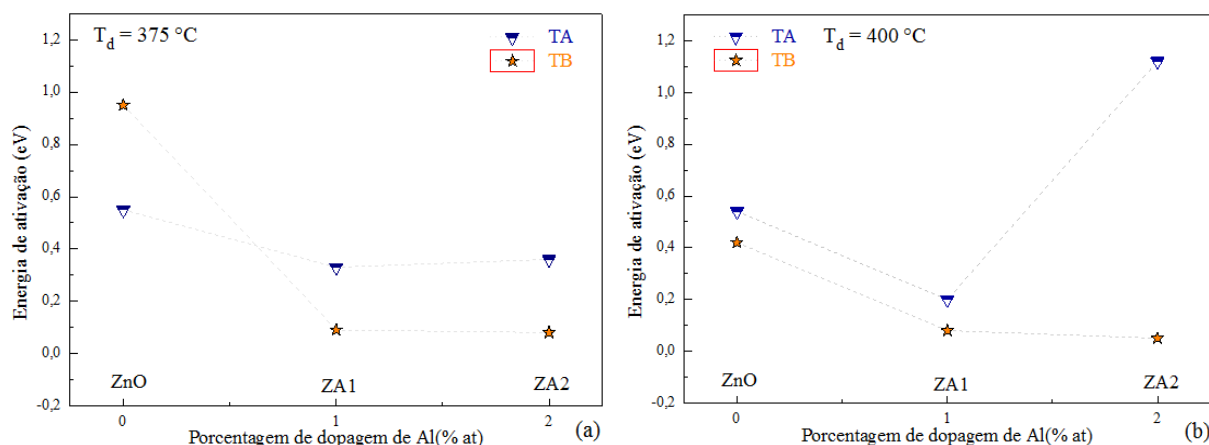 T_d = 375 °C
TA
TB
Energia de ativação (eV)
1,2
1,0
0,8
0,6
0,4
0,2
0,0
-0,2
ZnO
ZA1
ZA2
0
1
2
Porcentagem de dopagem de Al(% at)
(a)
TA
TB
T_d = 400 °C
Energia de ativação (eV)
1,2
1,0
0,8
0,6
0,4
0,2
0,0
-0,2
ZnO
ZA1
ZA2
0
1
2
Porcentagem de dopagem de Al(% at)
(b)